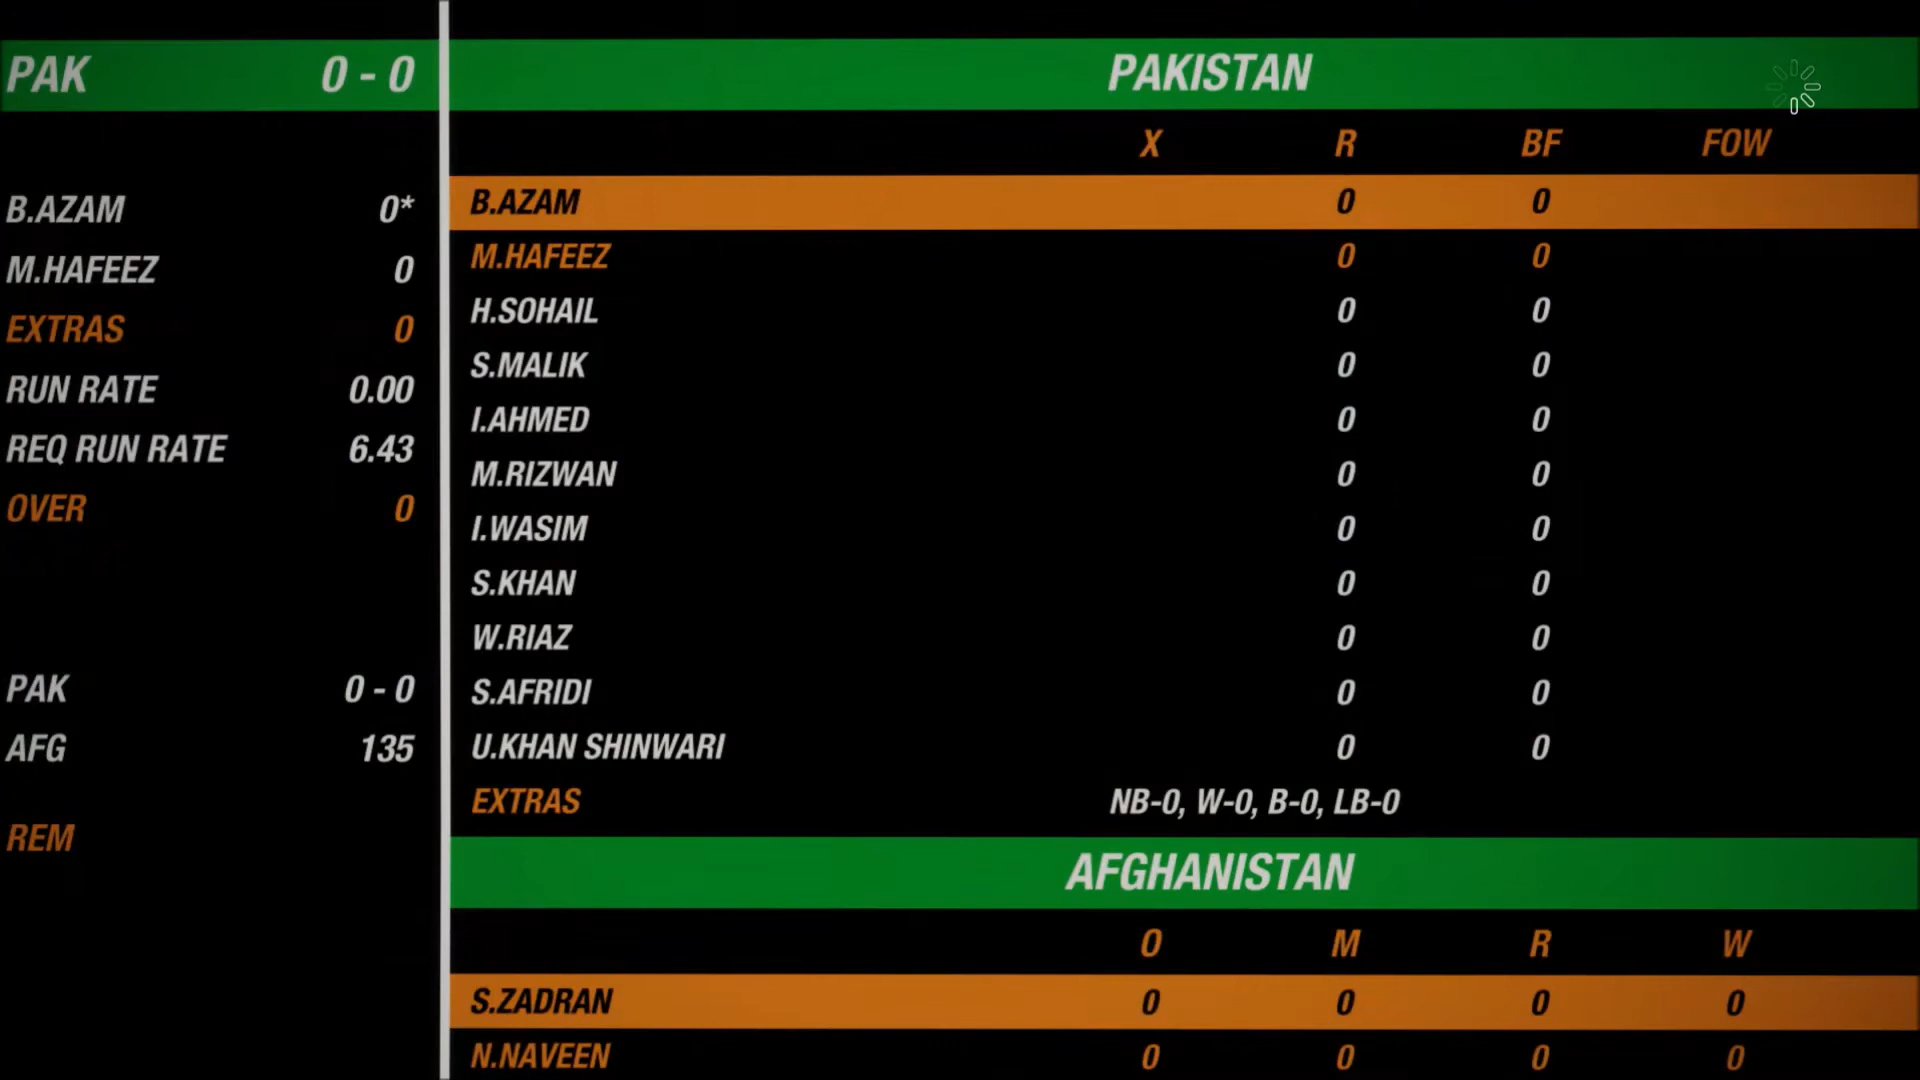 PAK 0 - 0
B.AZAM 0*
M.HAFEEZ 0
EXTRAS 0
RUN RATE 0.00
REQ RUN RATE 6.43
OVER 0
PAK 0 - 0
AFG 135
REM
PAKISTAN
X R BF FOW
B.AZAM 0 0
M.HAFEEZ 0 0
H.SOHAIL 0 0
S.MALIK 0 0
I.AHMED 0 0
M.RIZWAN 0 0
I.WASIM 0 0
S.KHAN 0 0
W.RIAZ 0 0
S.AFRIDI 0 0
U.KHAN SHINWARI 0 0
EXTRAS NB-0, W-0, B-0, LB-0
AFGHANISTAN
O M R W
S.ZADRAN 0 0 0 0
N.NAVEEN 0 0 0 0